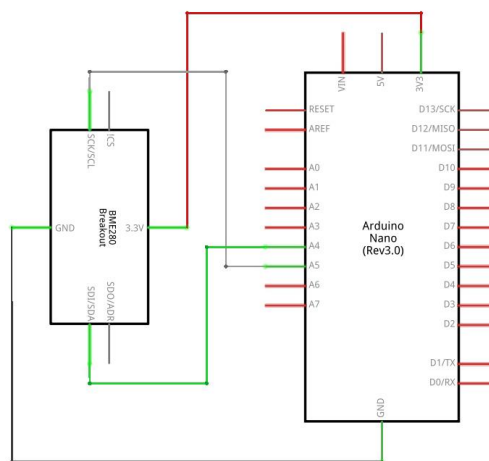 VIN
5V
3V3
SCK/SCL
!CS
BME280
Breakout
GND
3.3V
SDI/SDA
SDO/ADR
RESET
AREF
A0
A1
A2
A3
A4
A5
A6
A7
Arduino
Nano
(Rev3.0)
D13/SCK
D12/MISO
D11/MOSI
D10
D9
D8
D7
D6
D5
D4
D3
D2
D1/TX
D0/RX
GND